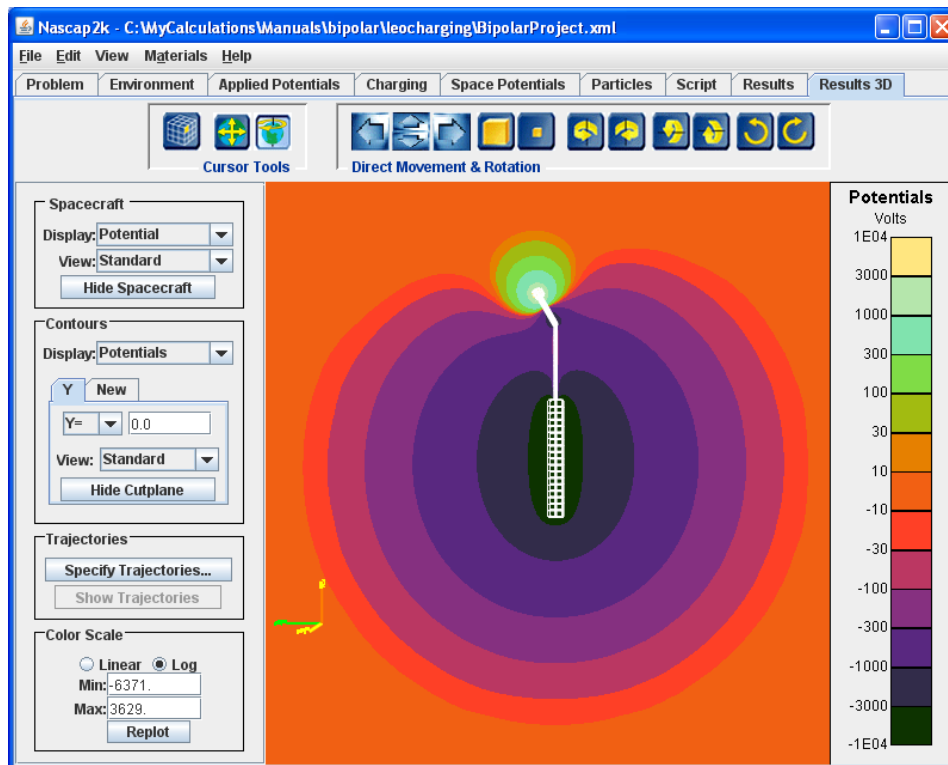 Nascap2k - C:\MyCalculations\Manuals\bipolar\leocharging\BipolarProject.xml
File Edit View Materials Help
Problem Environment Applied Potentials Charging Space Potentials Particles Script Results Results 3D
Cursor Tools
Direct Movement & Rotation
Spacecraft
Display: Potential
View: Standard
Hide Spacecraft
Contours
Display: Potentials
Y New
Y= 0.0
View: Standard
Hide Cutplane
Trajectories
Specify Trajectories...
Show Trajectories
Color Scale
Linear Log
Min: -6371.
Max: 3629.
Replot
Potentials
Volts
1E04
3000
1000
300
100
30
10
-10
-30
-100
-300
-1000
-3000
-1E04